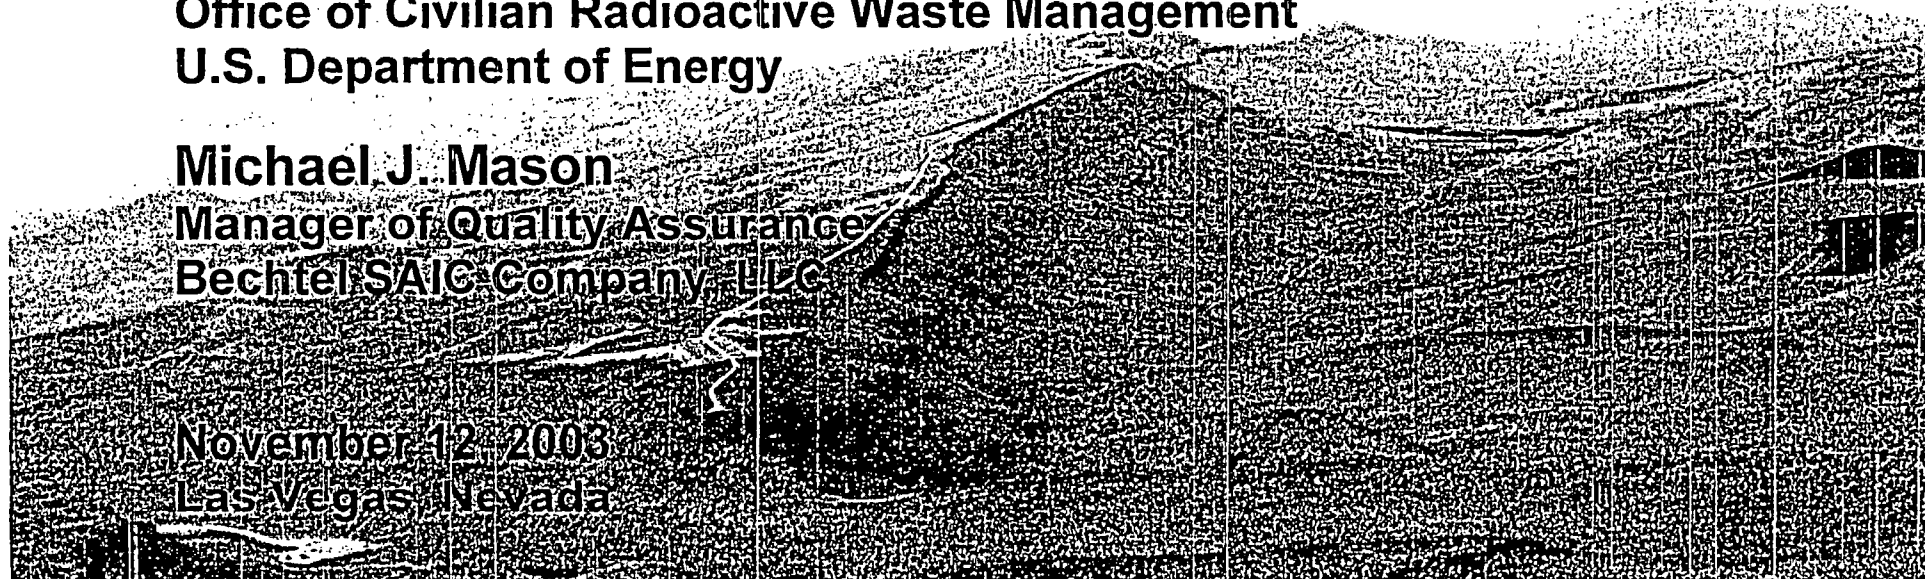 Office of Civilian Radioactive Waste Management
U.S. Department of Energy
Michael J. Mason
Manager of Quality Assurance
Bechtel SAIC Company, LLC
November 12, 2003
Las Vegas, Nevada